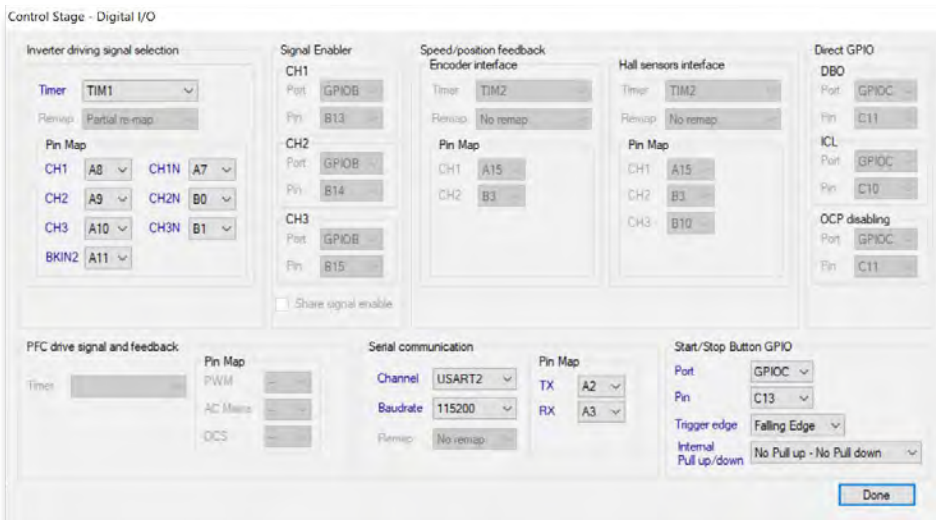 Control Stage - Digital I/O
Inverter driving signal selection
Timer TIM1
Remap Partial re-map
Pin Map
CH1 A8 CH1N A7
CH2 A9 CH2N B0
CH3 A10 CH3N B1
BKIN2 A11
Signal Enabler
CH1
Port GPIOB
Pin B13
CH2
Port GPIOB
Pin B14
CH3
Port GPIOB
Pin B15
Share signal enable
Speed/position feedback
Encoder interface
Timer TIM2
Remap No remap
Pin Map
CH1 A15
CH2 B3
Hall sensors interface
Timer TIM2
Remap No remap
Pin Map
CH1 A15
CH2 B3
CH3 B10
Direct GPIO
DBO
Port GPIOC
Pin C11
ICL
Port GPIOC
Pin C10
OCP disabling
Port GPIOC
Pin C11
PFC drive signal and feedback
Timer
Pin Map
PWM --
AC Mains --
OCS --
Serial communication
Channel USART2
Baudrate 115200
Remap No remap
Pin Map
TX A2
RX A3
Start/Stop Button GPIO
Port GPIOC
Pin C13
Trigger edge Falling Edge
Internal
Pull up/down No Pull up - No Pull down
Done